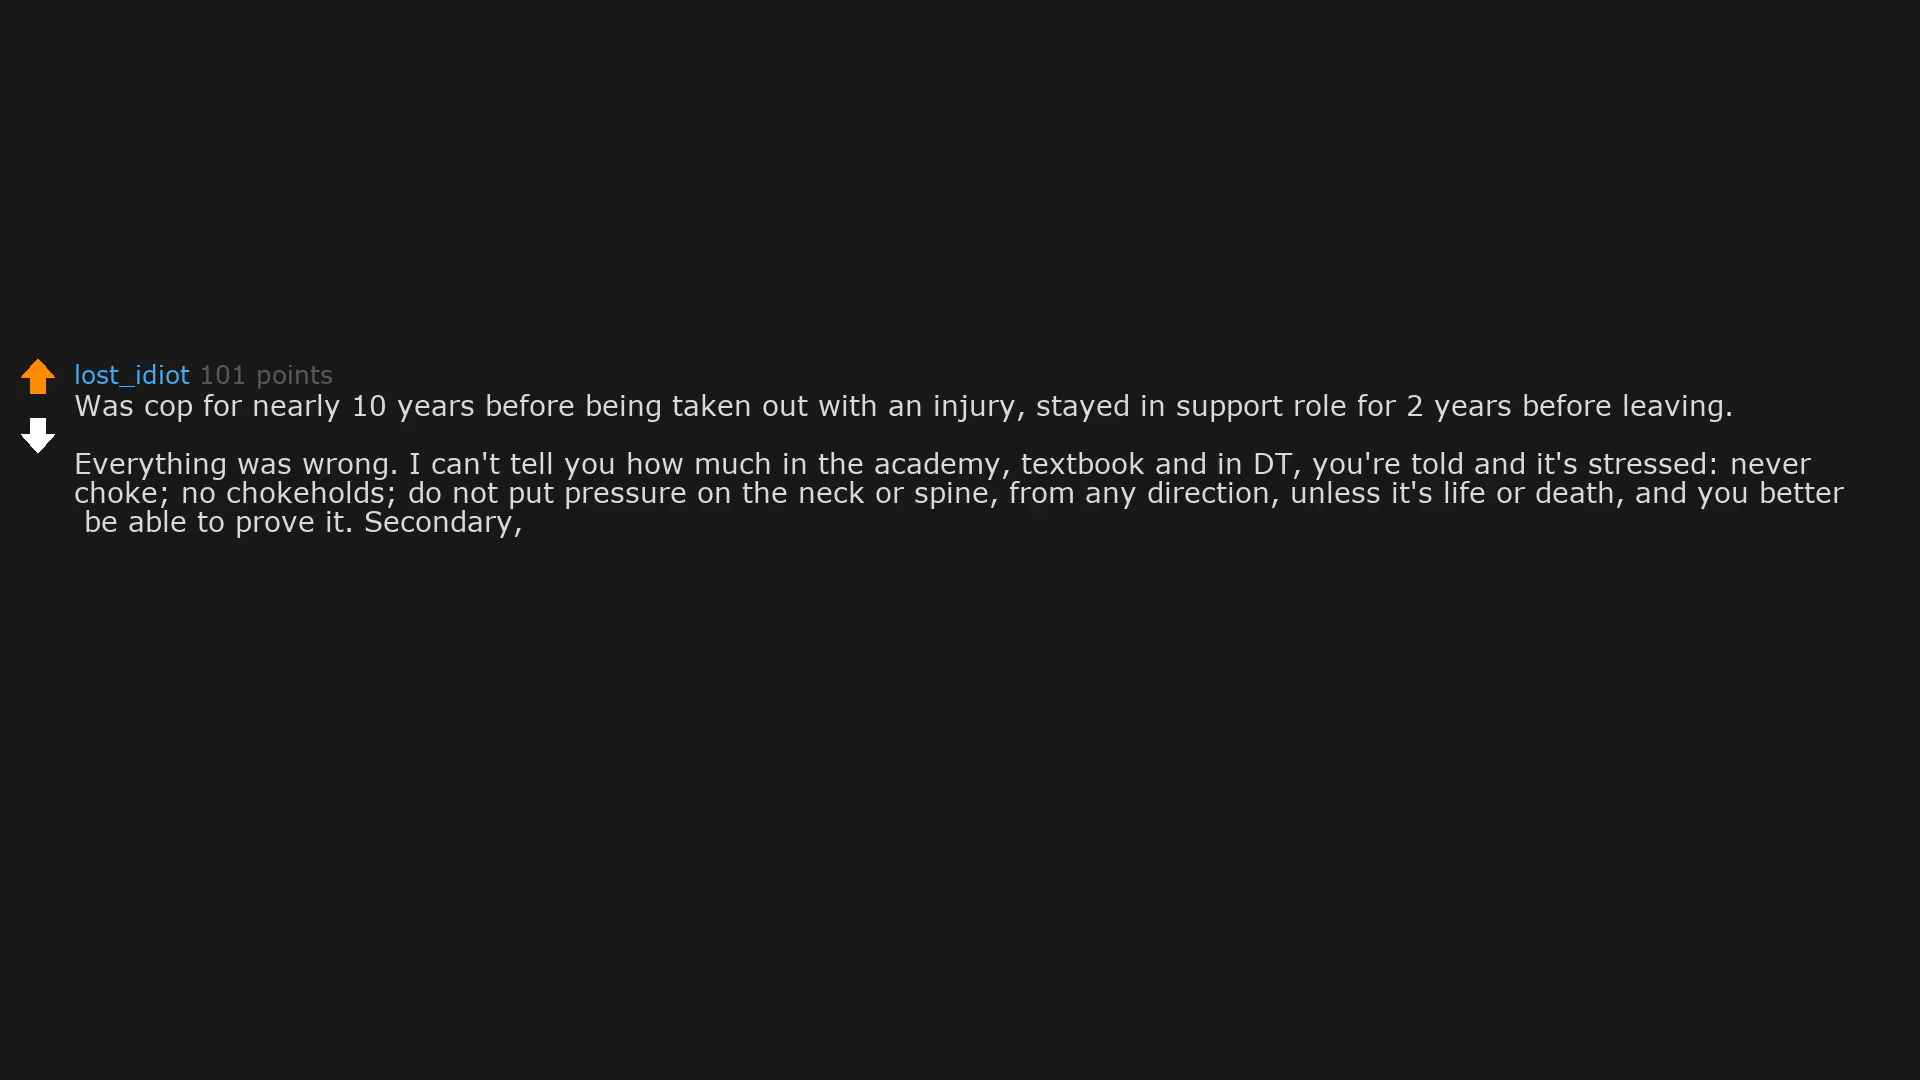 lost_idiot 101 points
Was cop for nearly 10 years before being taken out with an injury, stayed in support role for 2 years before leaving.
Everything was wrong. I can't tell you how much in the academy, textbook and in DT, you're told and it's stressed: never
choke; no chokeholds; do not put pressure on the neck or spine, from any direction, unless it's life or death, and you better
be able to prove it. Secondary,